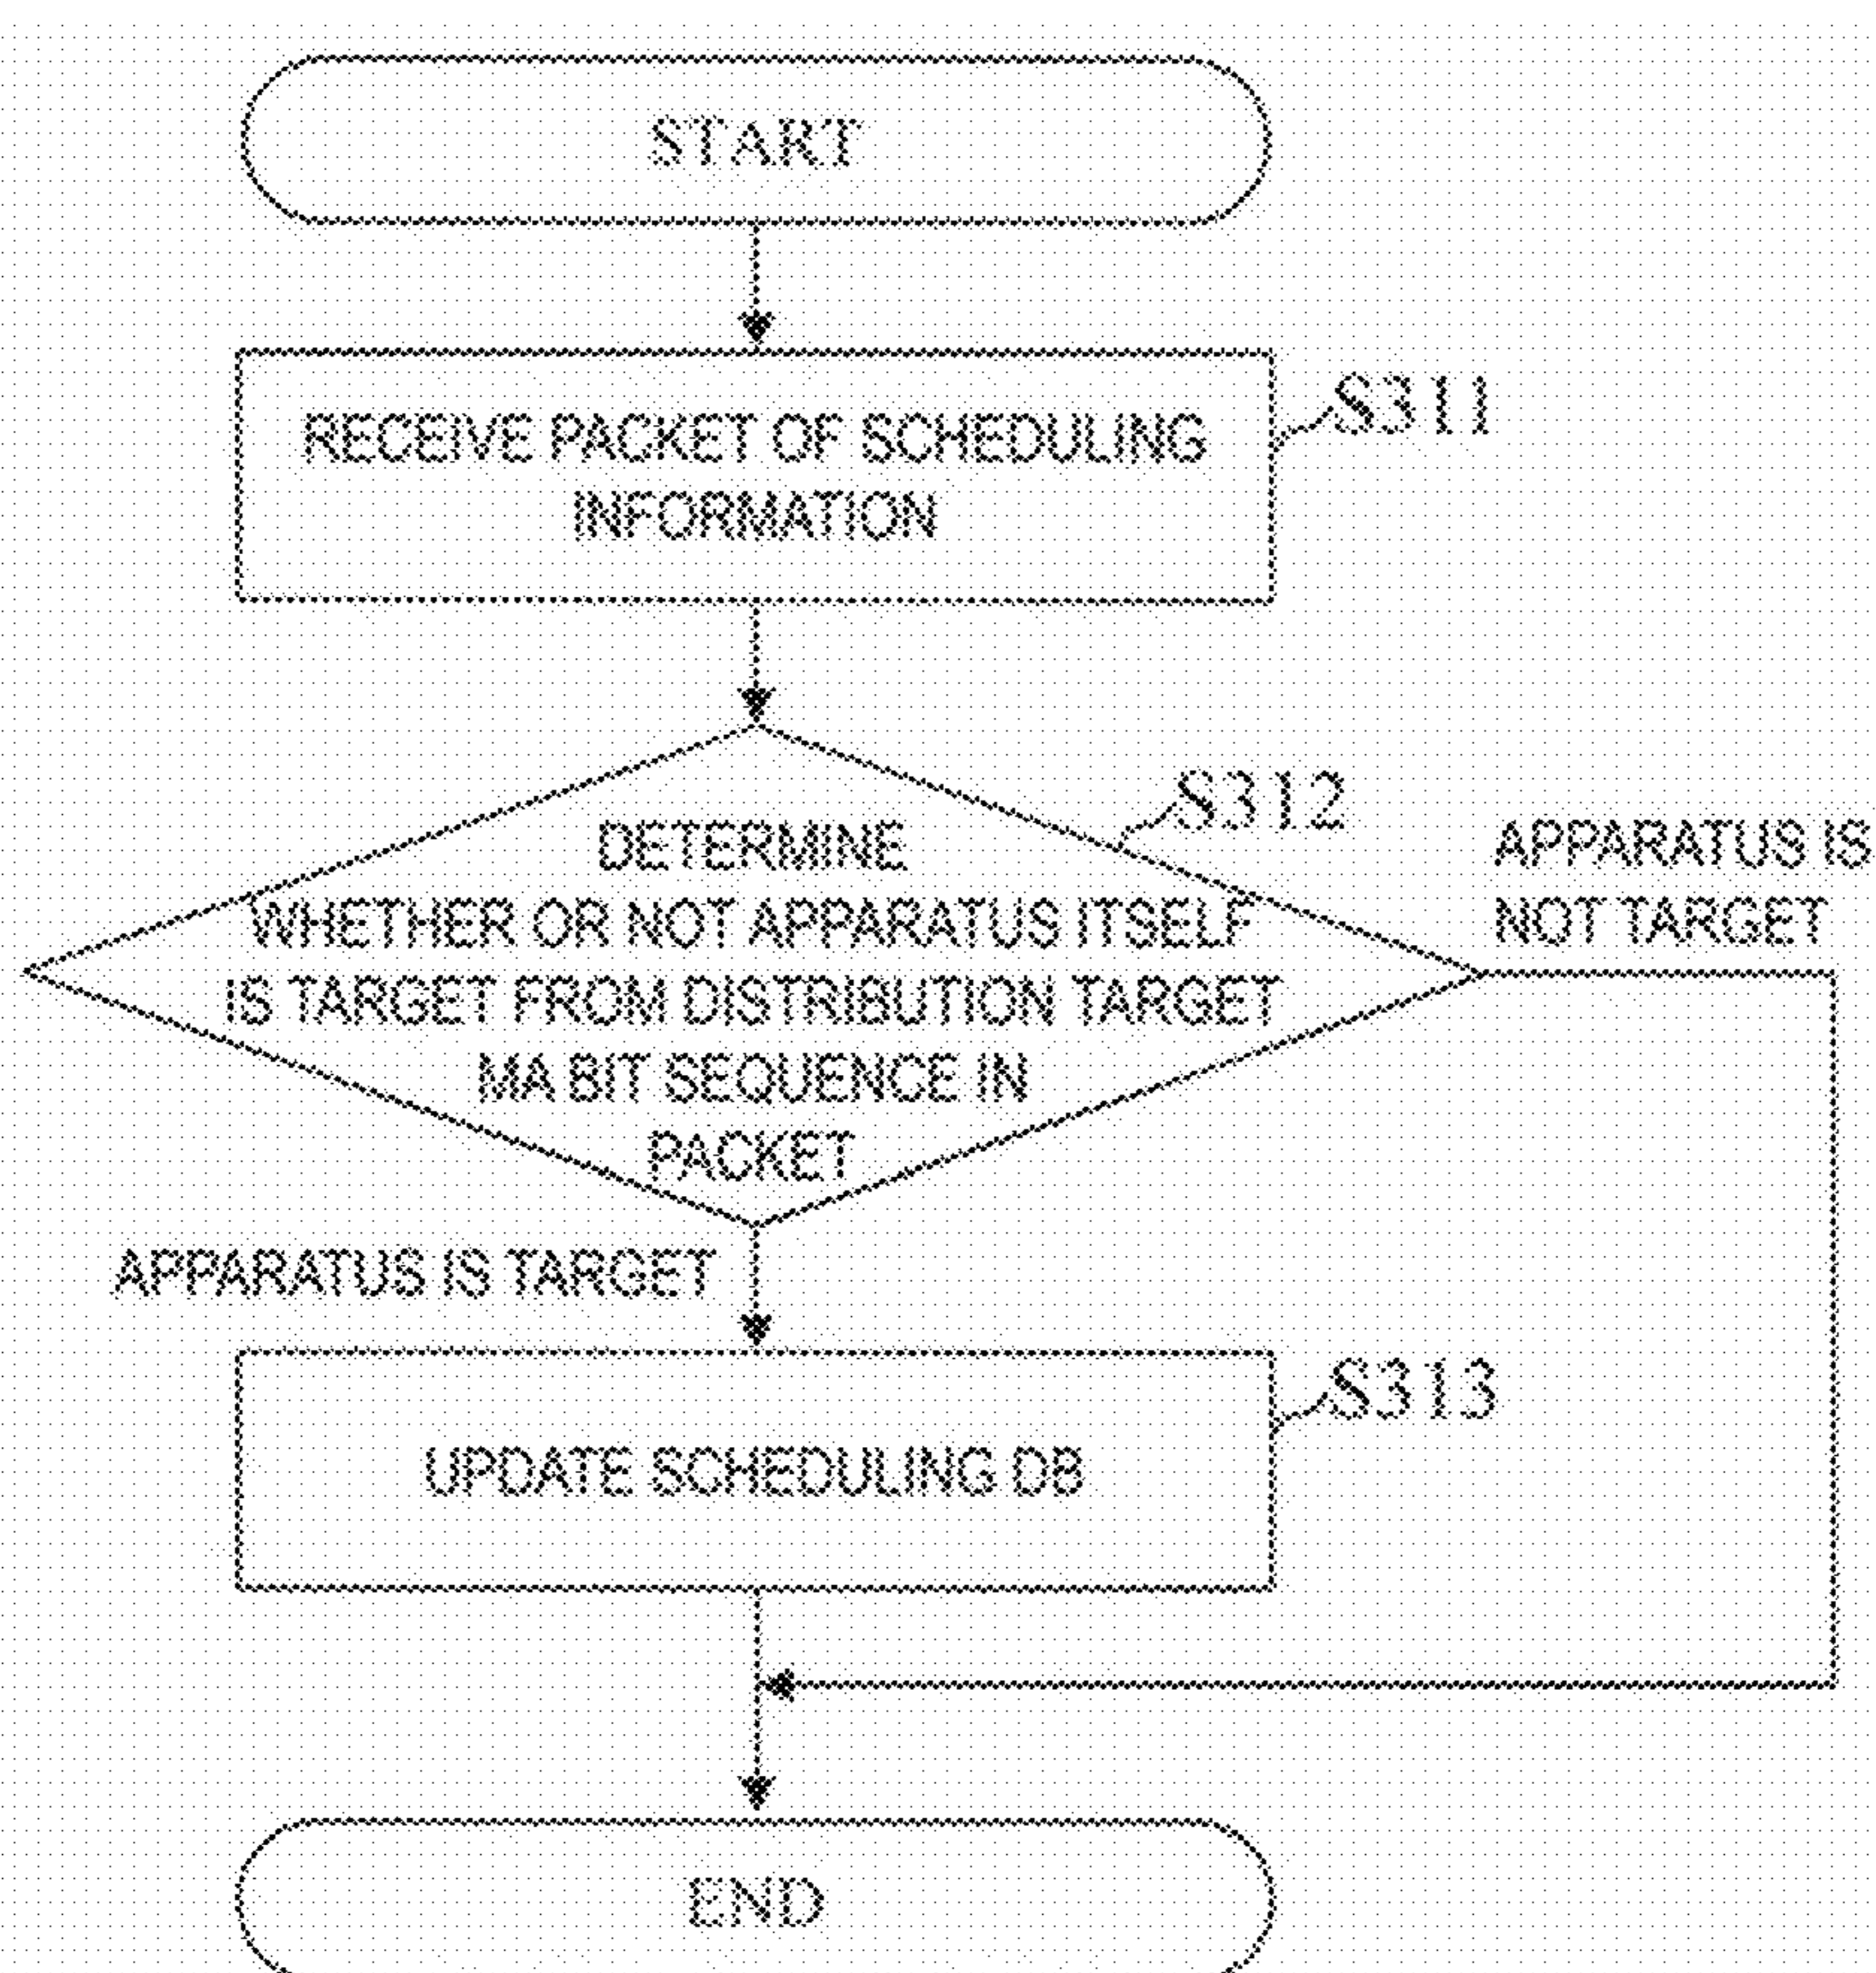 START
RECEIVE PACKET OF SCHEDULING
INFORMATION
S311
S312
DETERMINE
WHETHER OR NOT APPARATUS ITSELF
IS TARGET FROM DISTRIBUTION TARGET
MA BIT SEQUENCE IN
PACKET
APPARATUS IS
NOT TARGET
APPARATUS IS TARGET
UPDATE SCHEDULING DB
S313
END